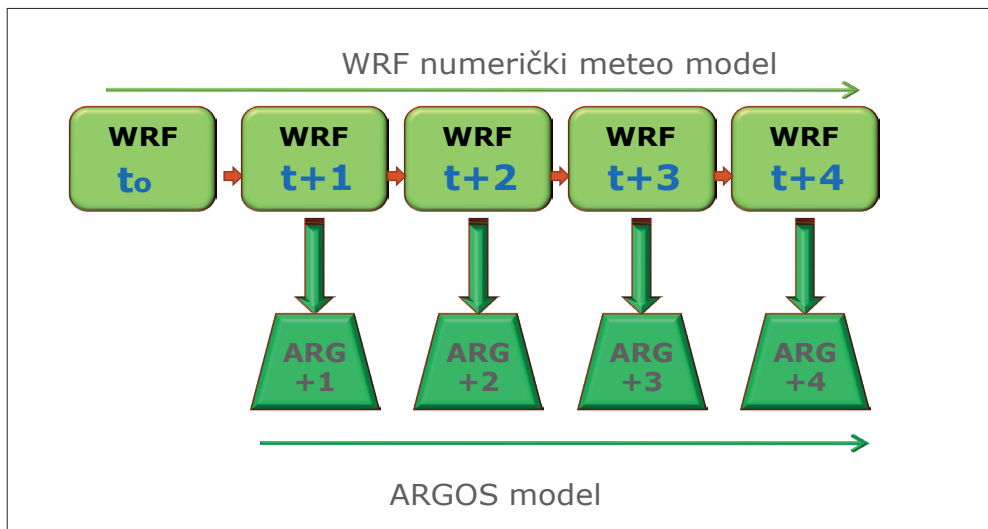 WRF numerički meteo model
WRF
to
WRF
t+1
WRF
t+2
WRF
t+3
WRF
t+4
ARG
+1
ARG
+2
ARG
+3
ARG
+4
ARGOS model